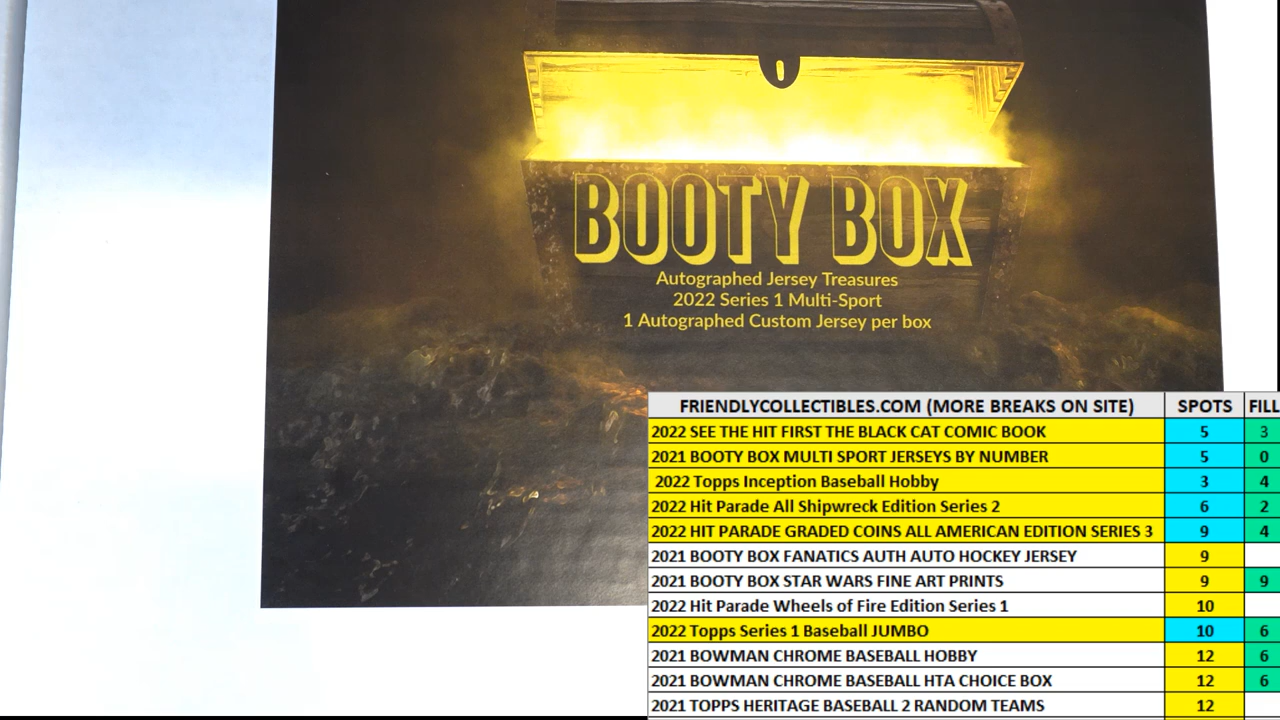 BOOTY BOX
Autographed Jersey Treasures
2022 Series 1 Multi-Sport
1 Autographed Custom Jersey per box
FRIENDLYCOLLECTIBLES.COM (MORE BREAKS ON SITE) SPOTS FILL
2022 SEE THE HIT FIRST THE BLACK CAT COMIC BOOK 5 3
2021 BOOTY BOX MULTI SPORT JERSEYS BY NUMBER 5 0
2022 Topps Inception Baseball Hobby 3 4
2022 Hit Parade All Shipwreck Edition Series 2 6 2
2022 HIT PARADE GRADED COINS ALL AMERICAN EDITION SERIES 3 9 4
2021 BOOTY BOX FANATICS AUTH AUTO HOCKEY JERSEY 9
2021 BOOTY BOX STAR WARS FINE ART PRINTS 9 9
2022 Hit Parade Wheels of Fire Edition Series 1 10
2022 Topps Series 1 Baseball JUMBO 10 6
2021 BOWMAN CHROME BASEBALL HOBBY 12 6
2021 BOWMAN CHROME BASEBALL HTA CHOICE BOX 12 6
2021 TOPPS HERITAGE BASEBALL 2 RANDOM TEAMS 12